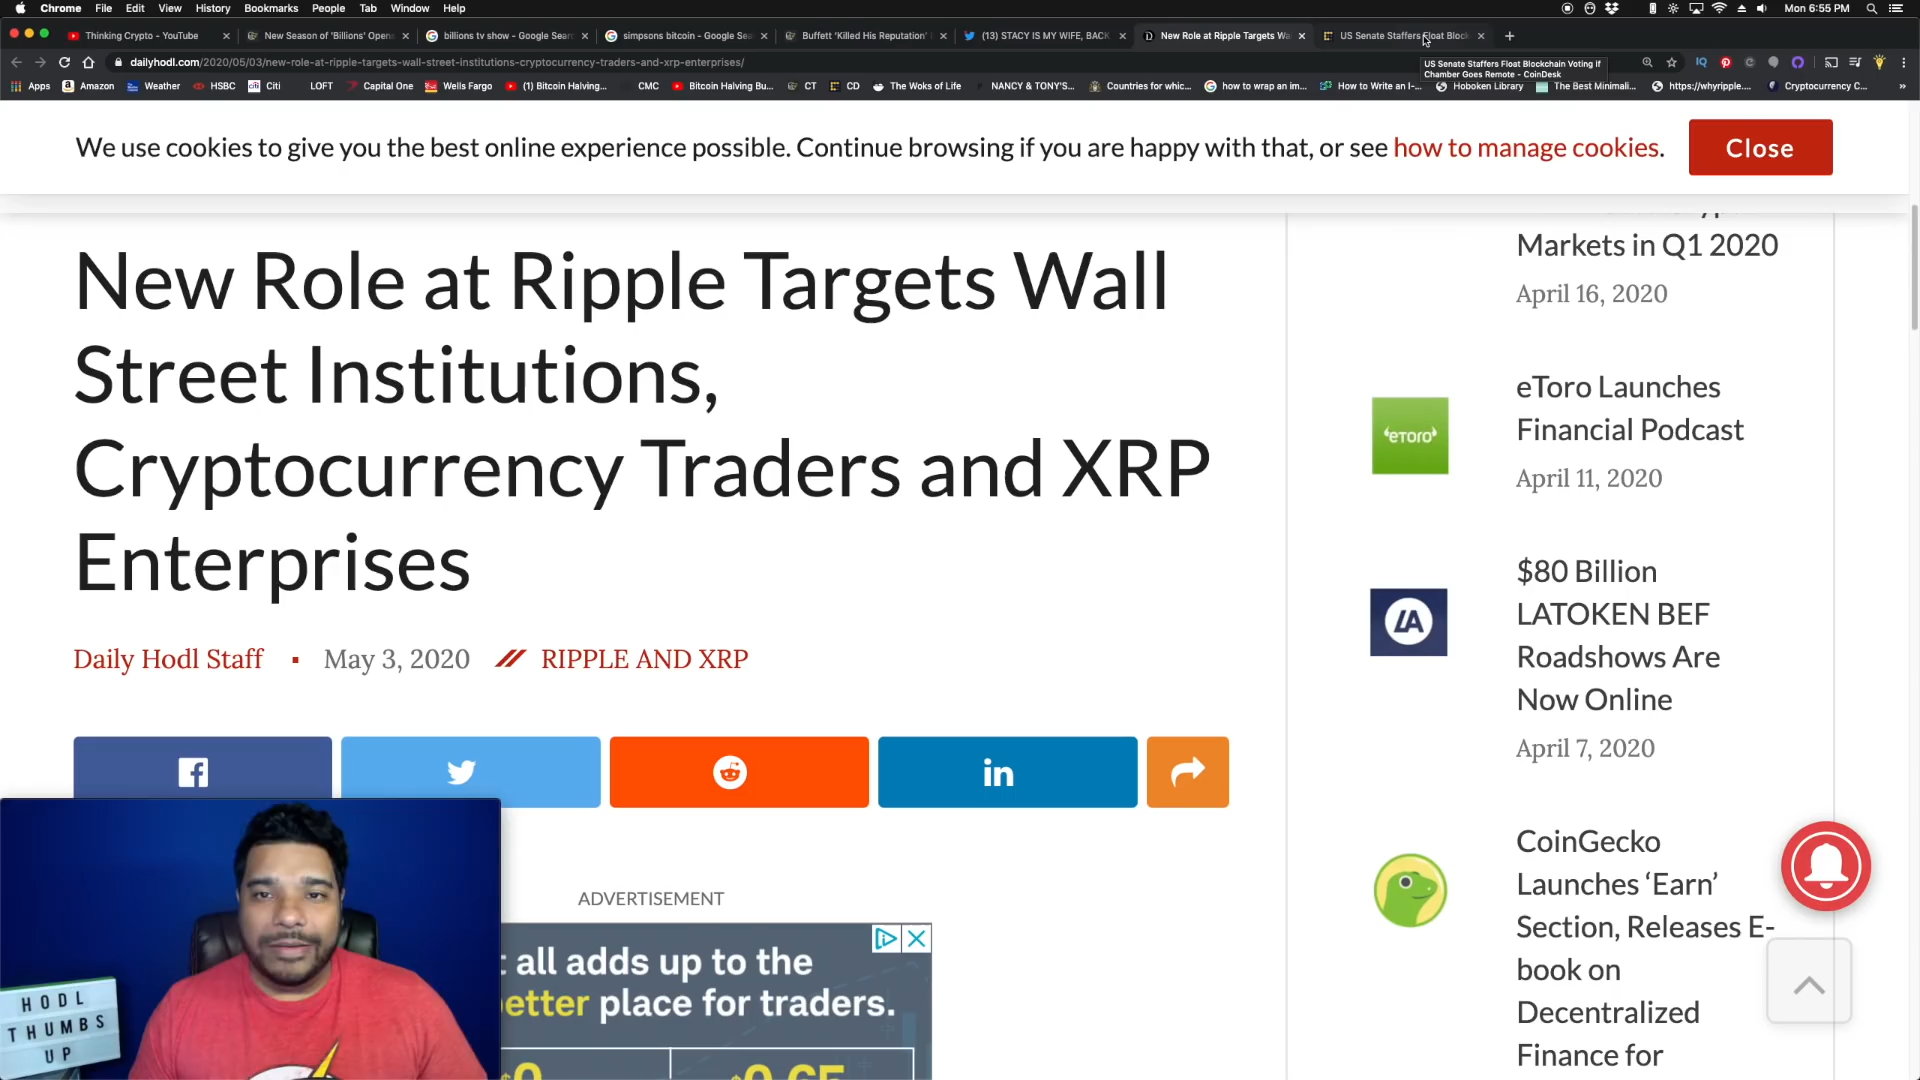 Chrome File Edit View History Bookmarks People Tab Window Help Mon 6:55 PM
Thinking Crypto - YouTube New Season of 'Billions' Open billions tv show - Google Sear simpsons bitcoin - Google Sea Buffett 'Killed His Reputation' (13) STACY IS MY WIFE, BACK New Role at Ripple Targets Wa US Senate Staffers Float Block
dailyhodl.com/2020/05/03/new-role-at-ripple-targets-wall-street-institutions-cryptocurrency-traders-and-xrp-enterprises/
US Senate Staffers Float Blockchain Voting If
Chamber Goes Remote - CoinDesk
Apps Amazon Weather HSBC Citi LOFT Capital One Wells Fargo (1) Bitcoin Halving... CMC Bitcoin Halving Bu... CT CD The Woks of Life NANCY & TONY'S... Countries for whic... how to wrap an im... How to Write an I-... Hoboken Library The Best Minimali... https://whyripple.... Cryptocurrency C...
We use cookies to give you the best online experience possible. Continue browsing if you are happy with that, or see how to manage cookies. Close
New Role at Ripple Targets Wall
Street Institutions,
Cryptocurrency Traders and XRP
Enterprises
Daily Hodl Staff ▪ May 3, 2020 RIPPLE AND XRP
in
ADVERTISEMENT
all adds up to the
etter place for traders.
Markets in Q1 2020
April 16, 2020
eToro
eToro Launches
Financial Podcast
April 11, 2020
LA
$80 Billion
LATOKEN BEF
Roadshows Are
Now Online
April 7, 2020
CoinGecko
Launches ‘Earn’
Section, Releases E-
book on
Decentralized
Finance for
HODL
THUMBS
UP